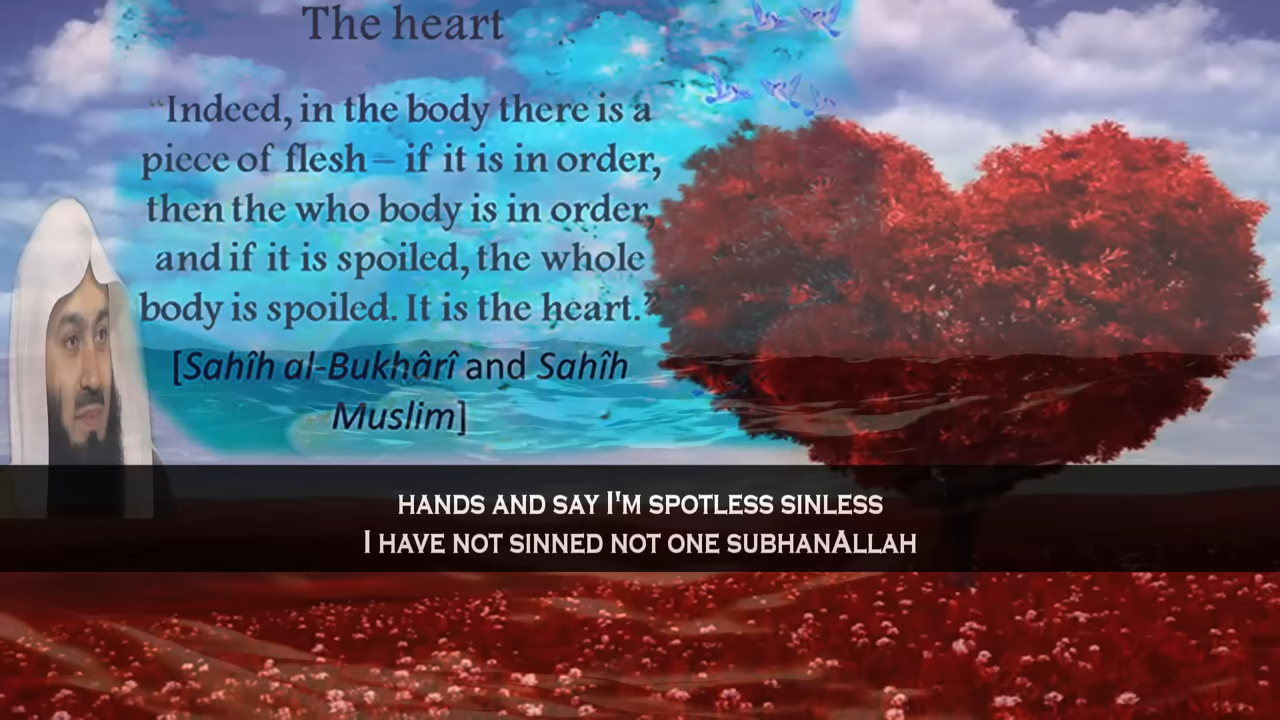 The heart
“Indeed, in the body there is a
piece of flesh – if it is in order,
then the who body is in order,
and if it is spoiled, the whole
body is spoiled. It is the heart.”
[Sahîh al-Bukhârî and Sahîh
Muslim]
HANDS AND SAY I'M SPOTLESS SINLESS
I HAVE NOT SINNED NOT ONE SUBHANALLAH